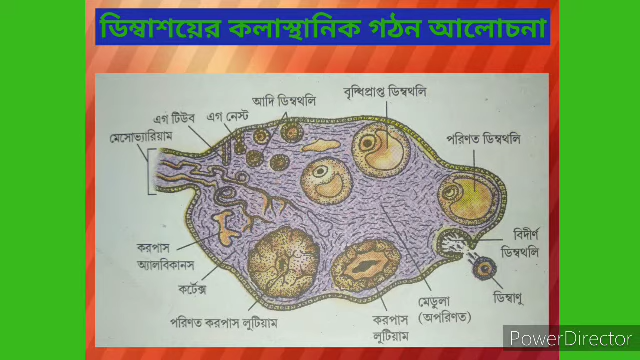 ডিম্বাশয়ের কলাস্থানিক গঠন আলোচনা
বৃদ্ধিপ্রাপ্ত ডিম্বথলি
আদি ডিম্বথলি
এগ টিউব এগ নেস্ট
মেসোভ্যারিয়াম
পরিণত ডিম্বথলি
করপাস
অ্যালবিকানস
বিদীর্ণ
ডিম্বথলি
কর্টেক্স
ডিম্বাণু
মেডুলা
(অপরিণত)
পরিণত করপাস লুটিয়াম
করপাস
লুটিয়াম
PowerDirector